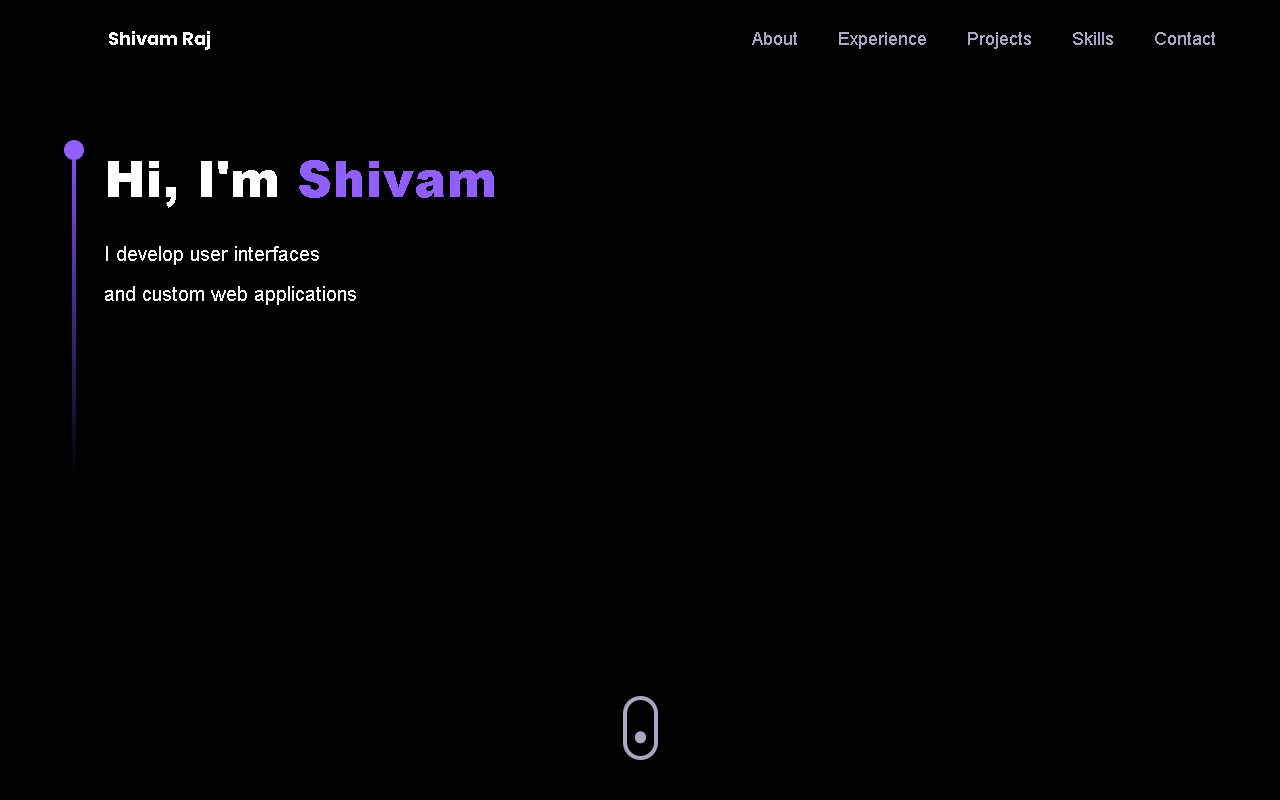 Shivam Raj
About Experience Projects Skills Contact
Hi, I'm Shivam
I develop user interfaces
and custom web applications